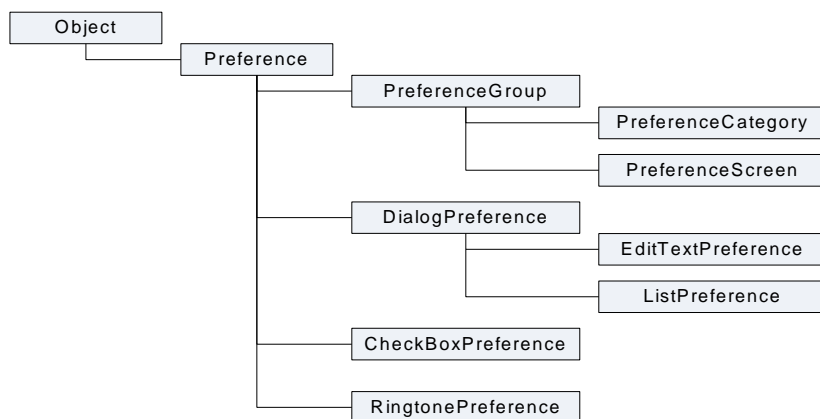 Object
Preference
PreferenceGroup
PreferenceCategory
PreferenceScreen
DialogPreference
EditTextPreference
ListPreference
CheckBoxPreference
RingtonePreference